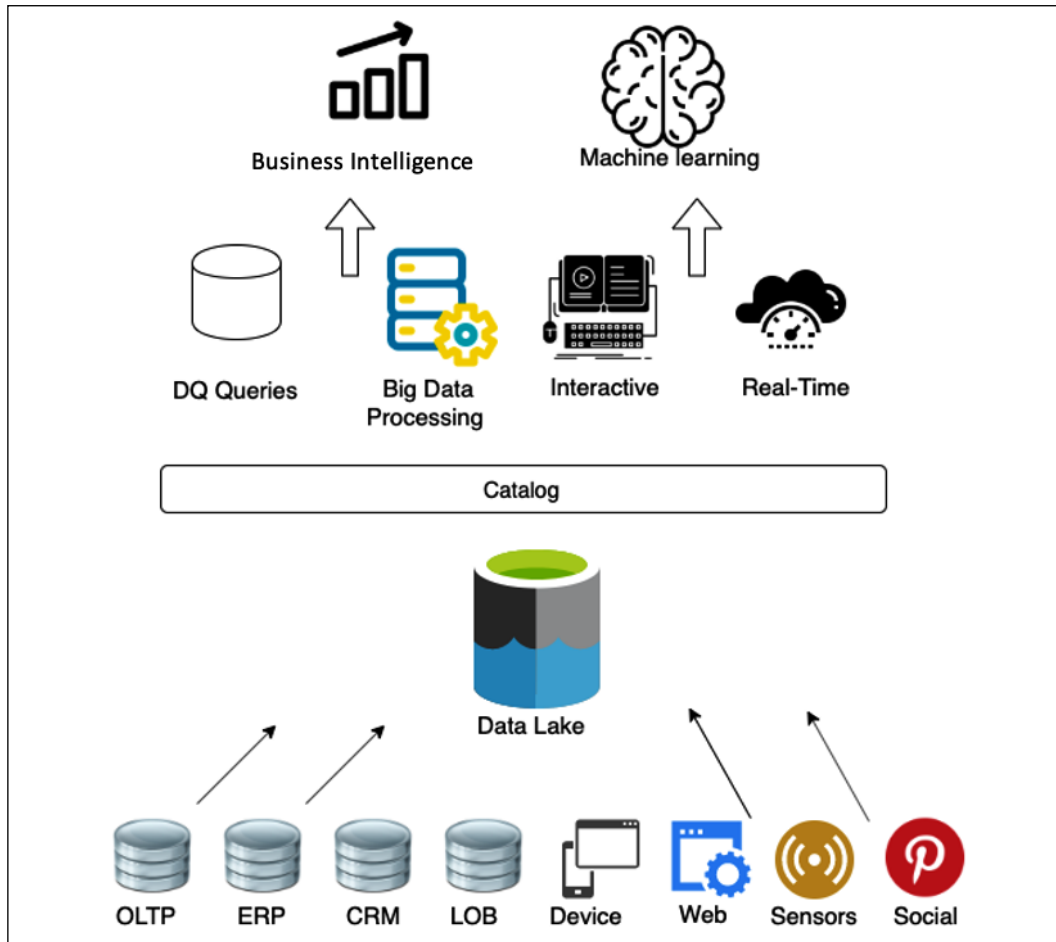 Business Intelligence
Machine learning
DQ Queries
Big Data
Processing
Interactive
Real-Time
Catalog
Data Lake
OLTP
ERP
CRM
LOB
Device
Web
Sensors
Social